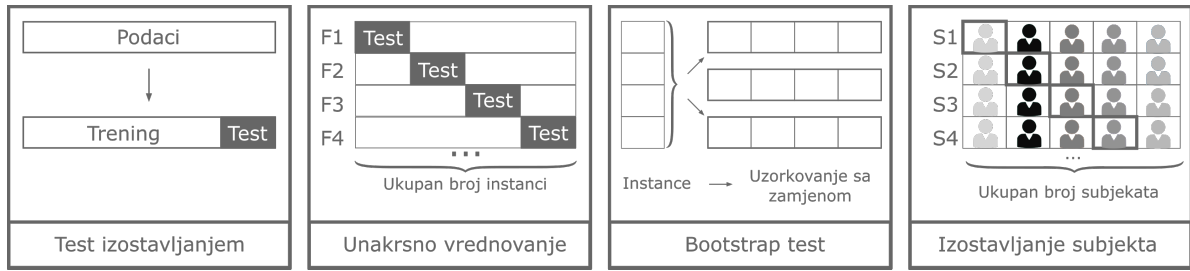 Podaci
Trening
Test
Test izostavljanjem
F1
Test
F2
Test
F3
Test
F4
Test
...
Ukupan broj instanci
Unakrsno vrednovanje
Instance
Uzorkovanje sa
zamjenom
Bootstrap test
S1
S2
S3
S4
...
Ukupan broj subjekata
Izostavljanje subjekta